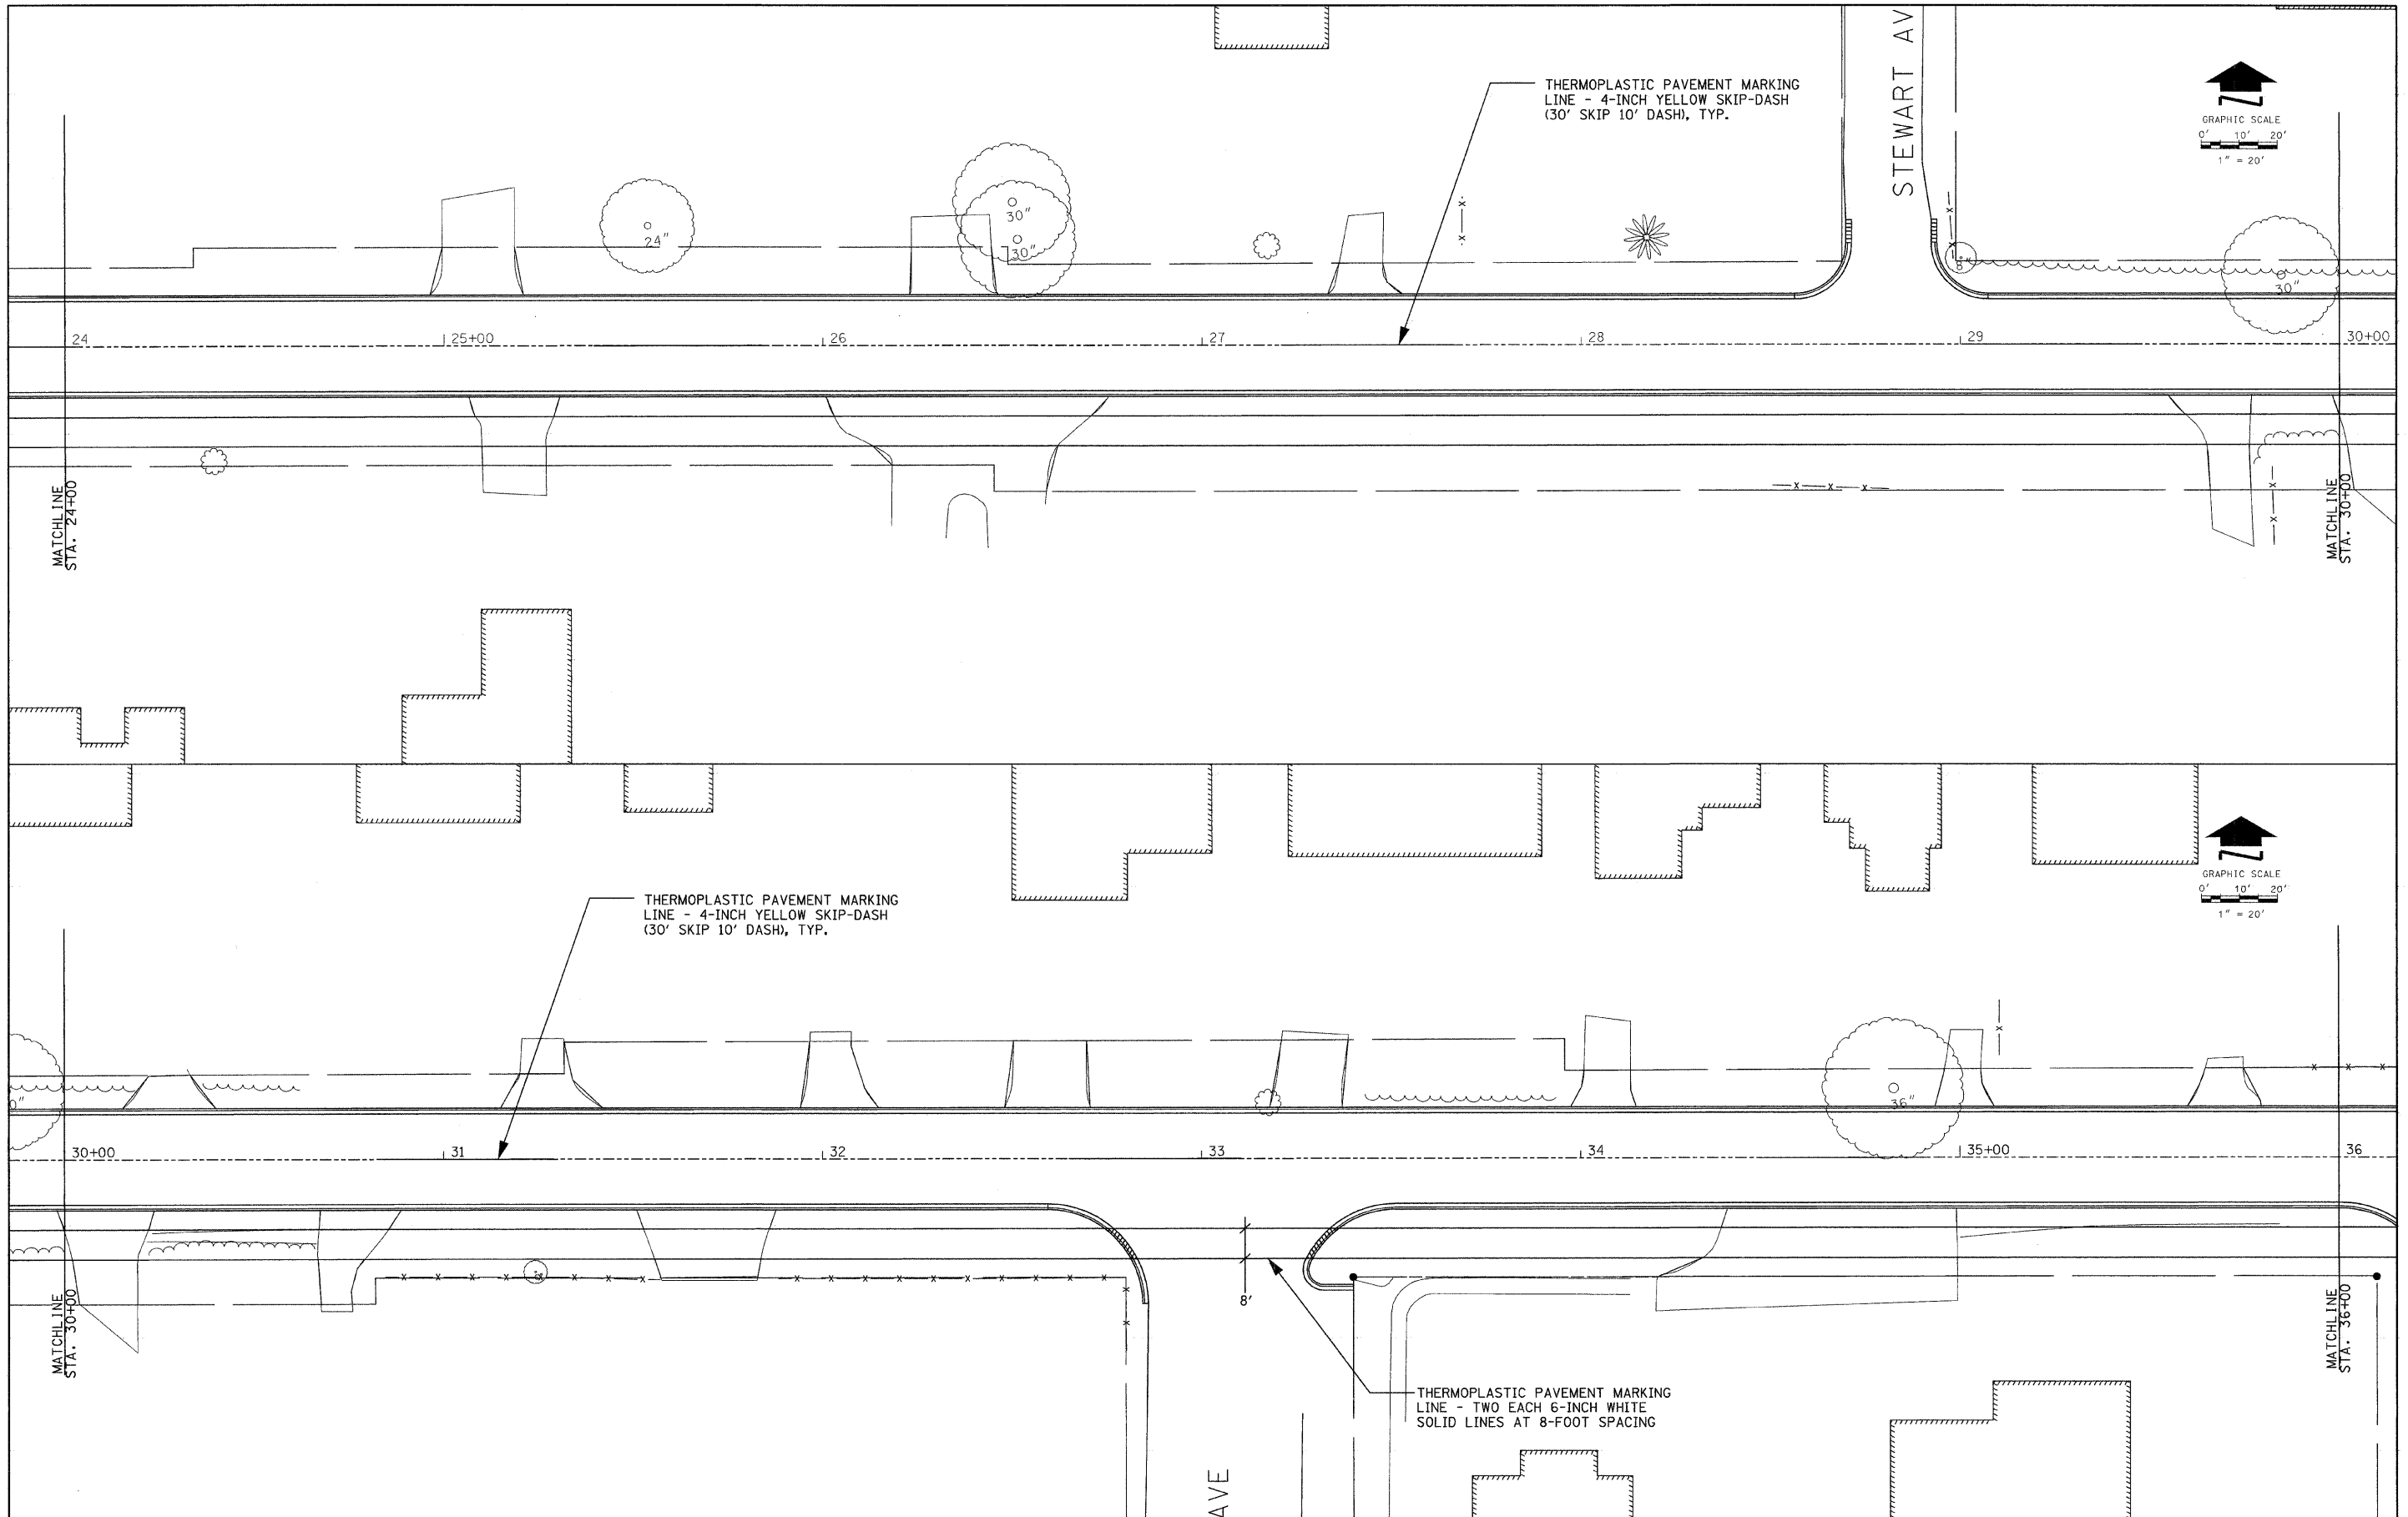 STEWART AV
THERMOPLASTIC PAVEMENT MARKING
LINE - 4-INCH YELLOW SKIP-DASH
(30' SKIP 10' DASH), TYP.
GRAPHIC SCALE
0' 10' 20'
1" = 20'
24"
30"
30"
30"
24
25+00
26
27
28
29
30+00
MATCHLINE
STA. 24+00
MATCHLINE
STA. 30+00
GRAPHIC SCALE
0' 10' 20'
1" = 20'
THERMOPLASTIC PAVEMENT MARKING
LINE - 4-INCH YELLOW SKIP-DASH
(30' SKIP 10' DASH), TYP.
0"
36"
30+00
31
32
33
34
35+00
36
8'
MATCHLINE
STA. 30+00
MATCHLINE
STA. 36+00
THERMOPLASTIC PAVEMENT MARKING
LINE - TWO EACH 6-INCH WHITE
SOLID LINES AT 8-FOOT SPACING
AVE